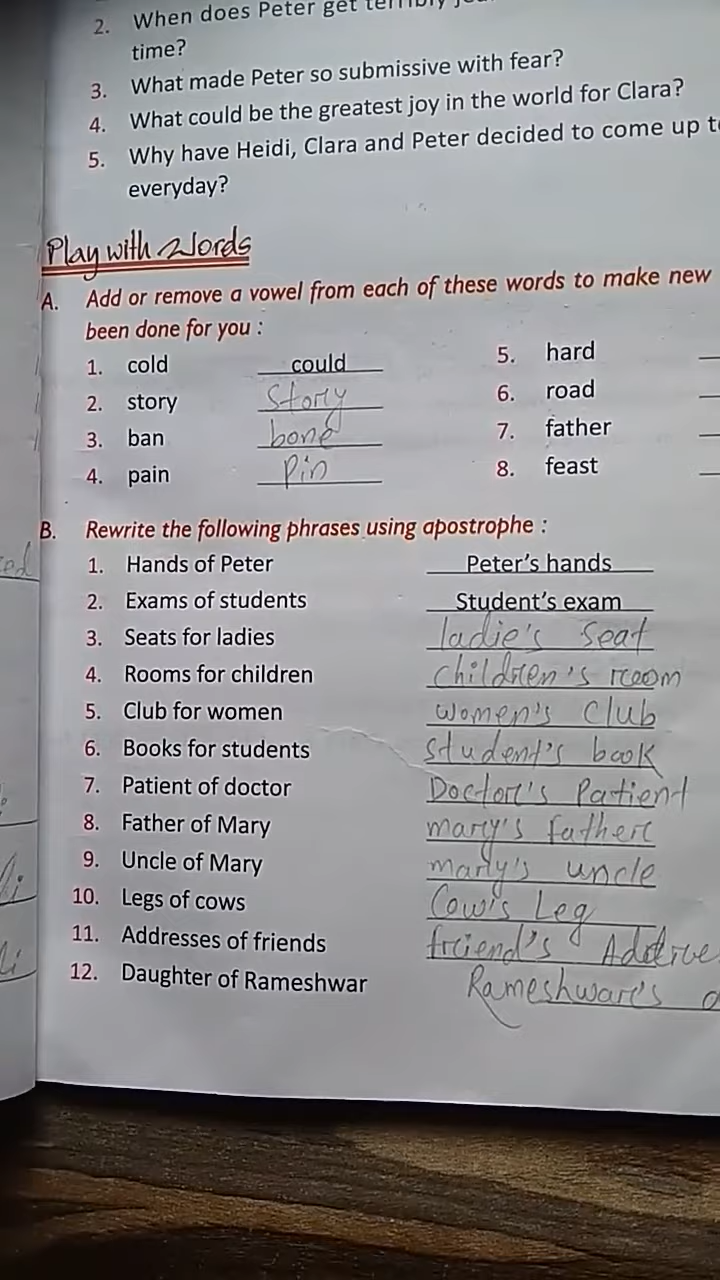 2. When does Peter get terribly
time?
3. What made Peter so submissive with fear?
4. What could be the greatest joy in the world for Clara?
5. Why have Heidi, Clara and Peter decided to come up
everyday?
Play with Words
A. Add or remove a vowel from each of these words to make new
been done for you :
1. cold could 5. hard
2. story Story 6. road
3. ban bone 7. father
4. pain Pin 8. feast
B. Rewrite the following phrases using apostrophe :
1. Hands of Peter Peter's hands
2. Exams of students Student's exam
3. Seats for ladies ladie's Seat
4. Rooms for children Children's room
5. Club for women women's Club
6. Books for students Student's book
7. Patient of doctor Doctor's Patient
8. Father of Mary mary's father
9. Uncle of Mary mary's uncle
10. Legs of cows Cow's Leg
11. Addresses of friends friend's
12. Daughter of Rameshwar Rameshwar's